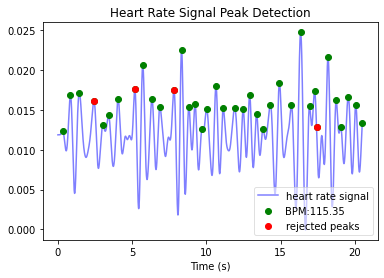 Heart Rate Signal Peak Detection
0.025
0.020
0.015
0.010
0.005
0.000
heart rate signal
BPM:115.35
rejected peaks
0 5 10 15 20
Time (s)